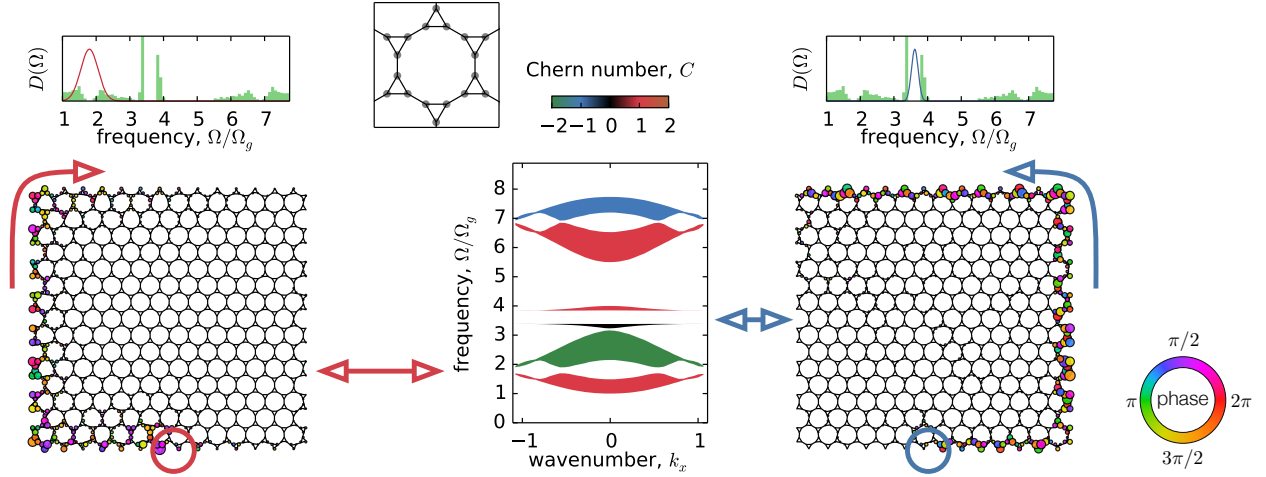 D(Ω)
1 2 3 4 5 6 7
frequency, Ω/Ω_g
Chern number, C
−2 −1 0 1 2
D(Ω)
1 2 3 4 5 6 7
frequency, Ω/Ω_g
frequency, Ω/Ω_g
8
7
6
5
4
3
2
1
0
−1 0 1
wavenumber, k_x
π/2
π phase 2π
3π/2